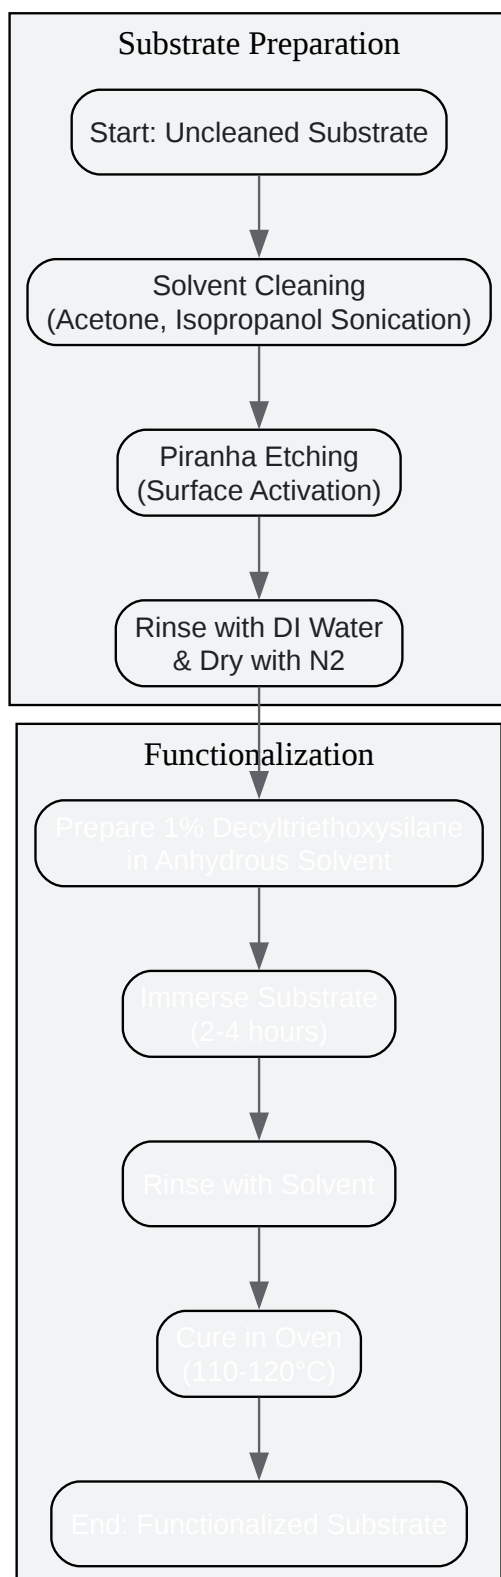 Substrate Preparation
Start: Uncleaned Substrate
Solvent Cleaning
(Acetone, Isopropanol Sonication)
Piranha Etching
(Surface Activation)
Rinse with DI Water
& Dry with N2
Functionalization
Prepare 1% Decyltriethoxysilane
in Anhydrous Solvent
Immerse Substrate
(2-4 hours)
Rinse with Solvent
Cure in Oven
(110-120°C)
End: Functionalized Substrate